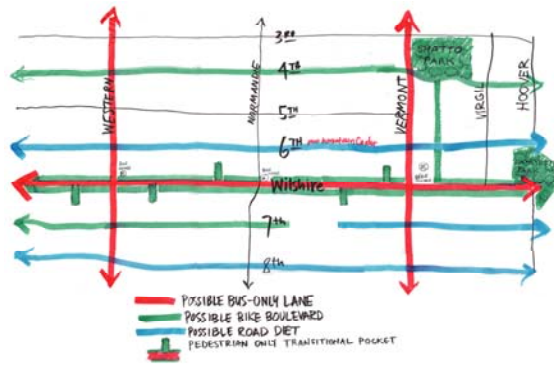 3RD
SHATTO
PARK
4TH
WESTERN
NORMANDIE
5TH
VERMONT
VIRGIL
HOOVER
6TH
Wilshire
7th
8th
POSSIBLE BUS-ONLY LANE
POSSIBLE BIKE BOULEVARD
POSSIBLE ROAD DIET
PEDESTRIAN ONLY TRANSITIONAL POCKET